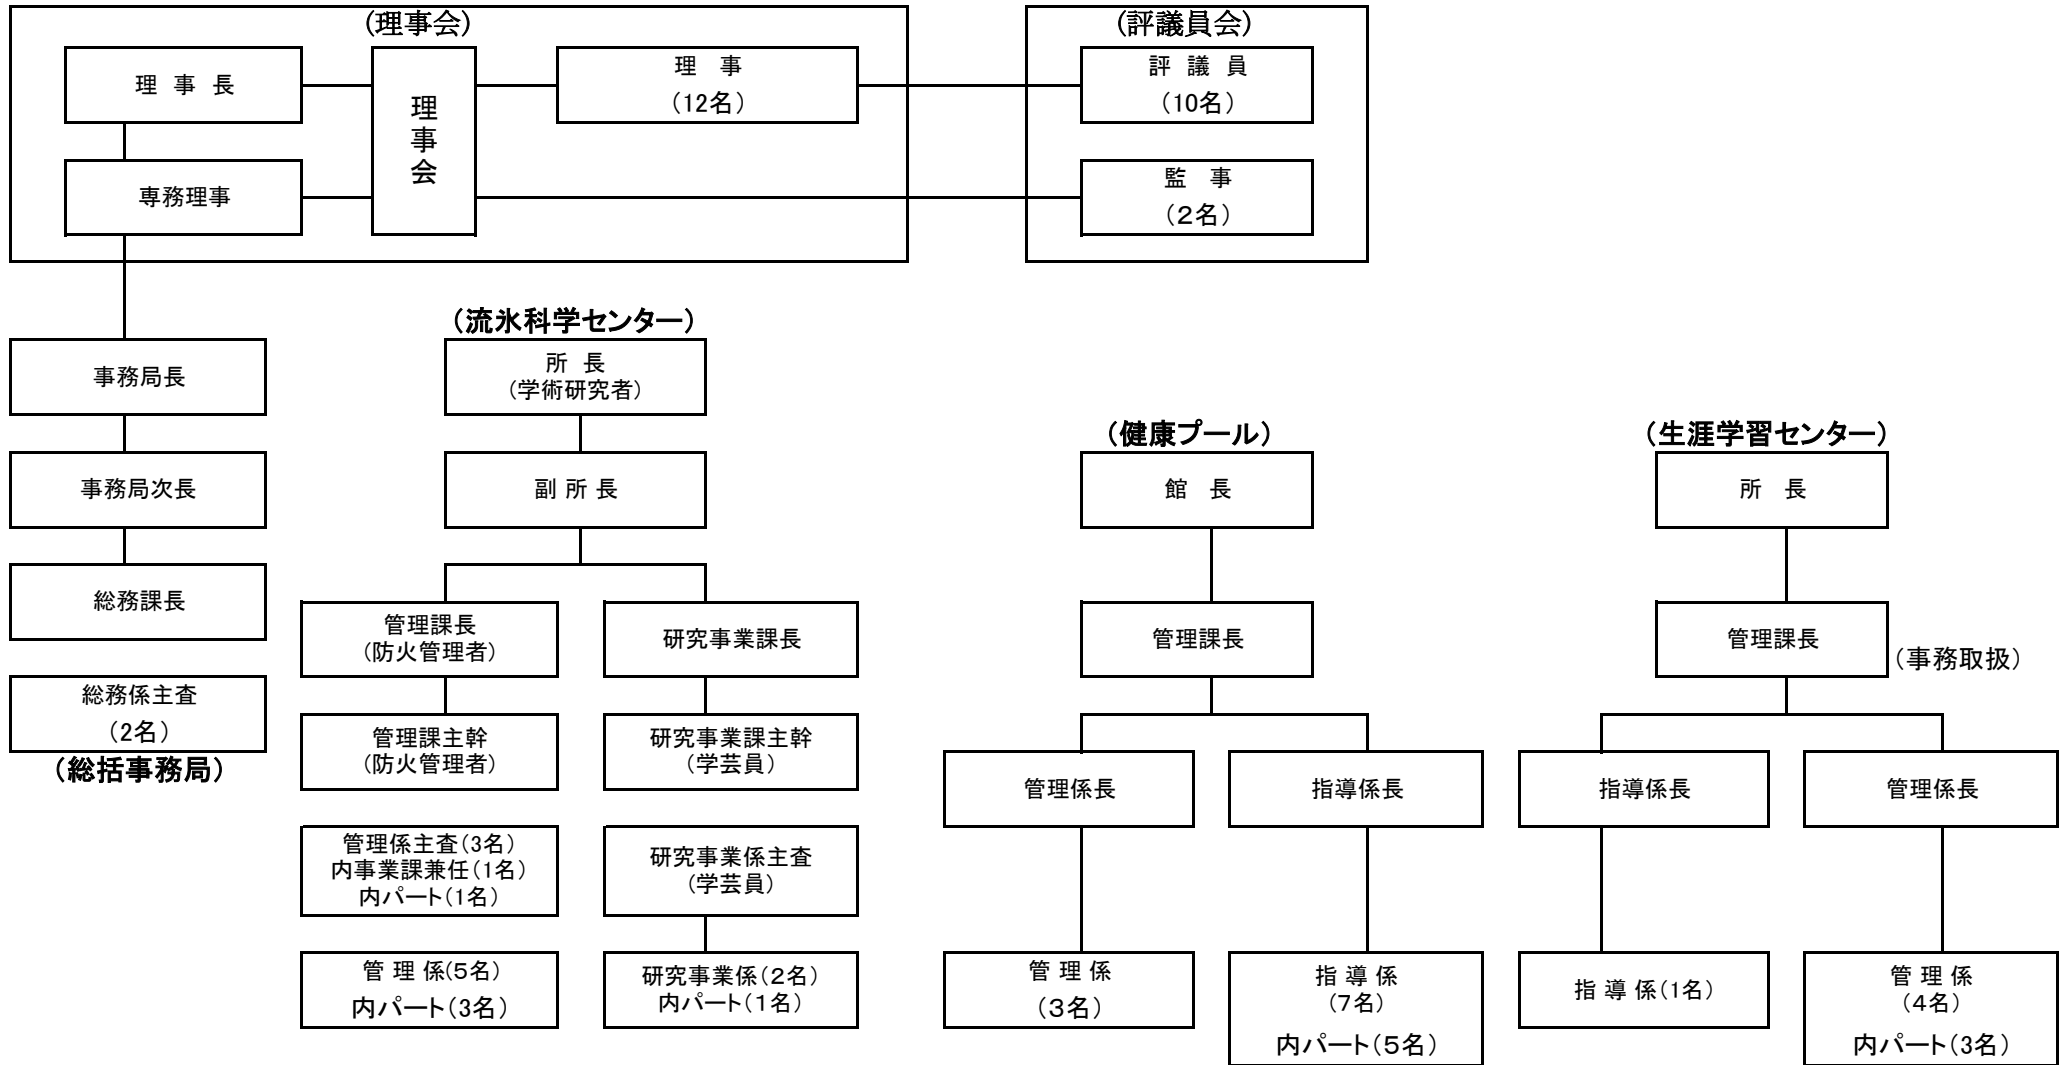 (理事会)
理 事 長
専務理事
理事会
理 事
(12名)
(評議員会)
評 議 員
(10名)
監 事
(2名)
事務局長
事務局次長
総務課長
総務係主査
(2名)
(総括事務局)
(流氷科学センター)
所 長
(学術研究者)
副 所 長
管理課長
(防火管理者)
研究事業課長
管理課主幹
(防火管理者)
研究事業課主幹
(学芸員)
管理係主査(3名)
内事業課兼任(1名)
内パート(1名)
研究事業係主査
(学芸員)
管 理 係(5名)
内パート(3名)
研究事業係(2名)
内パート(1名)
(健康プール)
館 長
管理課長
管理係長
指導係長
管 理 係
(3名)
指 導 係
(7名)
内パート(5名)
(生涯学習センター)
所 長
管理課長
(事務取扱)
指導係長
管理係長
指 導 係(1名)
管 理 係
(4名)
内パート(3名)